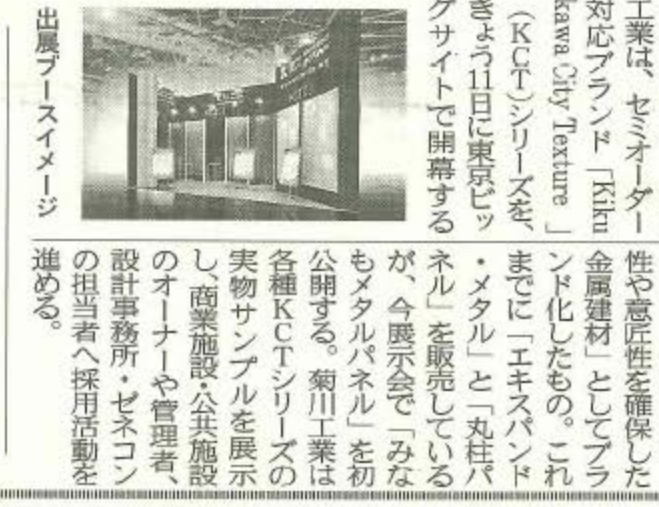 工業は、セミオーダー
対応ブランド「Kiku
kawa City Texture」
(KCT)シリーズを、
きょう11日に東京ビッ
グサイトで開幕する
出展ブースイメージ
性や意匠性を確保した
金属建材」としてブラ
ンド化したもの。これ
までに「エキスパンド
・メタル」と「丸柱パ
ネル」を販売している
が、今展示会で「みな
もメタルパネル」を初
公開する。菊川工業は
各種KCTシリーズの
実物サンプルを展示
し、商業施設・公共施設
のオーナーや管理者、
設計事務所・ゼネコン
の担当者へ採用活動を
進める。